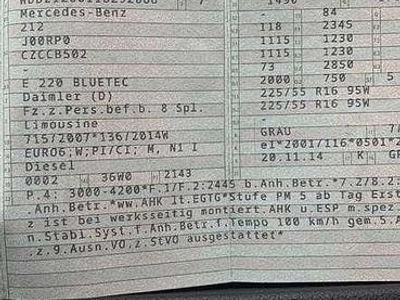 Mercedes-Benz - 84
212 118 2345
J00RP0 1115 1230
CZCCB502 1115 1230
- 73 2850
E 220 BLUETEC 2000 750 5
Daimler (D) 225/55 R16 95W
Fz.z.Pers.bef.b. 8 Spl. 225/55 R16 95W
Limousine -
715/2007*136/2014W GRAU
EURO6;W;PI/CI; M, N1 I e1*2001/116*0501*2
Diesel 20.11.14 K
0002 36W0 2143
P.4: 3000-4200*F.1/F.2:2445 b.Anh.Betr.*7.2/8.2:
.Anh.Betr.*ww.AHK lt.EGTG*Stufe PM 5 ab Tag Erst
z ist bei werksseitig montiert.AHK u.ESP m.spez
n.Stabi.Syst.f.Anh.Betr.f.Tempo 100 km/h gem.5.A
.z.9.Ausn.VO.z.StVO ausgestattet*